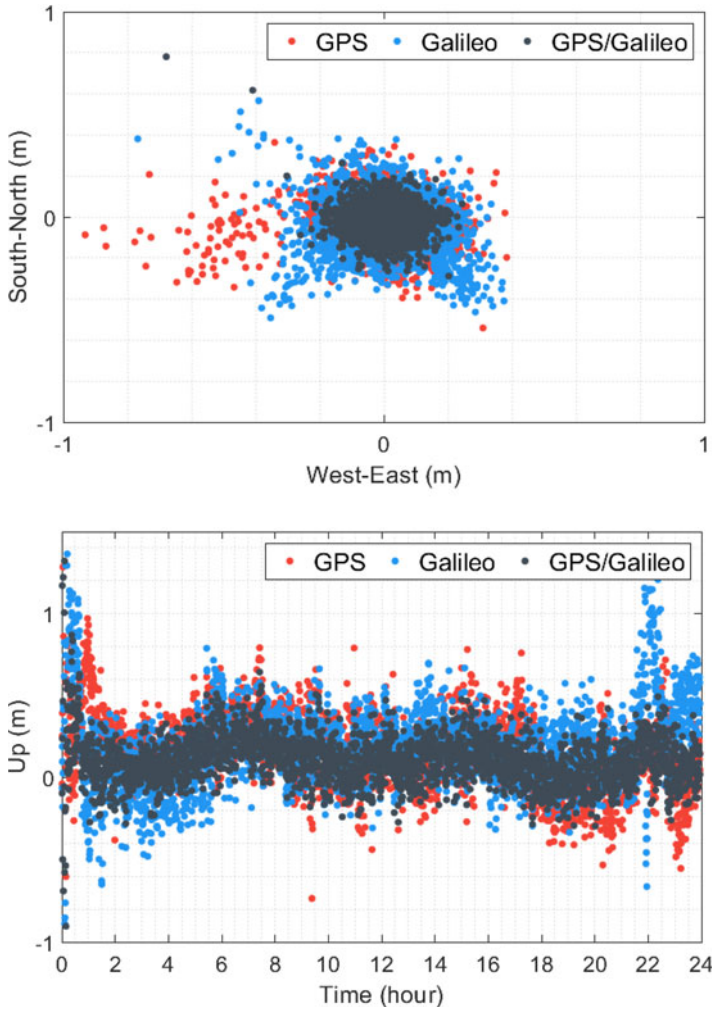 1
GPS Galileo GPS/Galileo
South-North (m)
0
-1
-1 0 1
West-East (m)
GPS Galileo GPS/Galileo
1
Up (m)
0
-1
0 2 4 6 8 10 12 14 16 18 20 22 24
Time (hour)